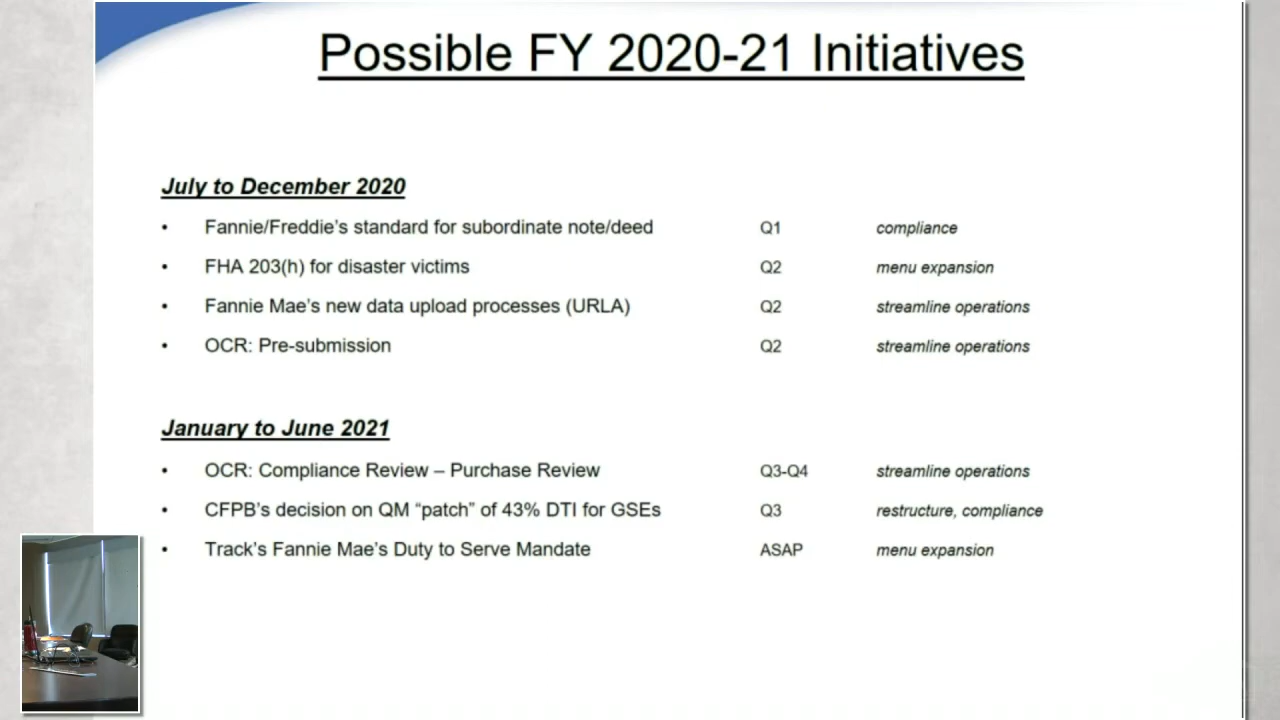 Possible FY 2020-21 Initiatives
July to December 2020
• Fannie/Freddie's standard for subordinate note/deed Q1 compliance
• FHA 203(h) for disaster victims Q2 menu expansion
• Fannie Mae's new data upload processes (URLA) Q2 streamline operations
• OCR: Pre-submission Q2 streamline operations
January to June 2021
• OCR: Compliance Review – Purchase Review Q3-Q4 streamline operations
• CFPB's decision on QM "patch" of 43% DTI for GSEs Q3 restructure, compliance
• Track's Fannie Mae's Duty to Serve Mandate ASAP menu expansion